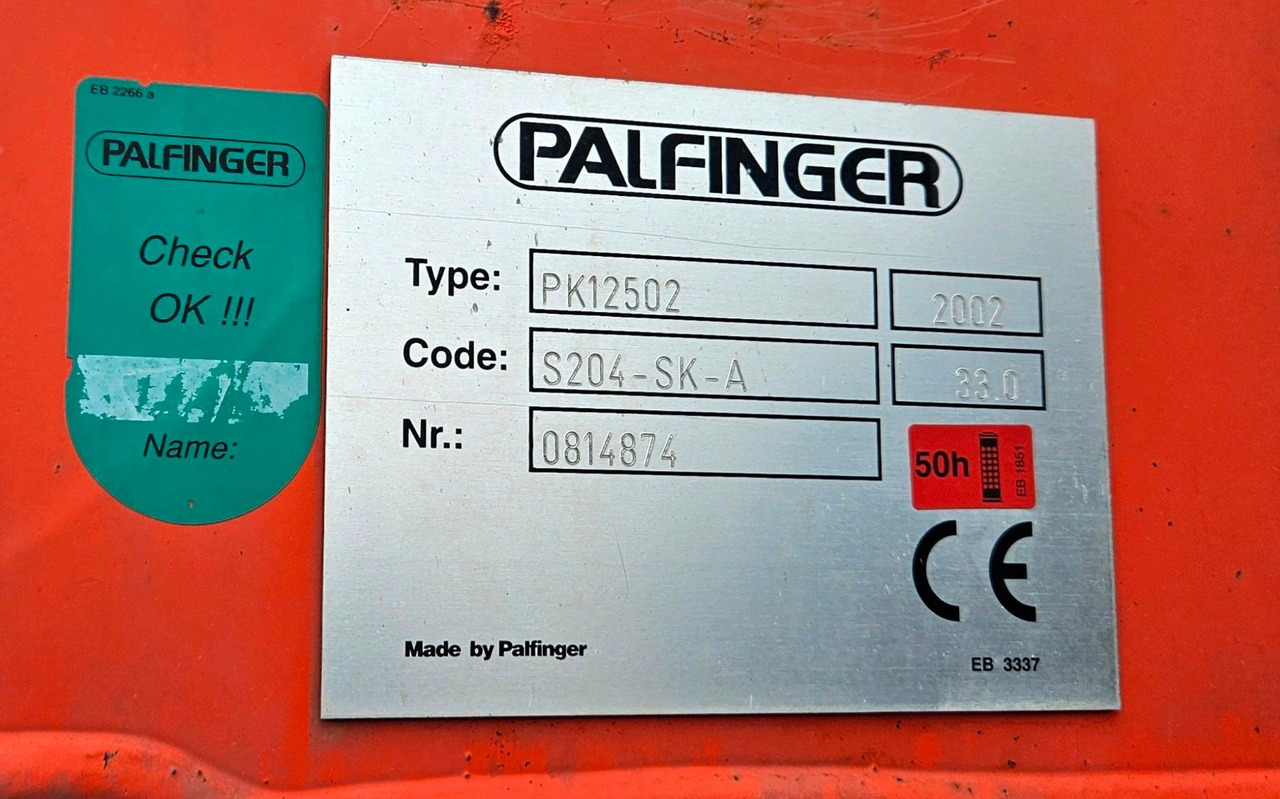 EB 2266 a
PALFINGER
Check
OK !!!
Name:
PALFINGER
Type: PK12502 2002
Code: S204-SK-A 33.0
Nr.: 0814874
50h
EB 1851
CE
Made by Palfinger
EB 3337